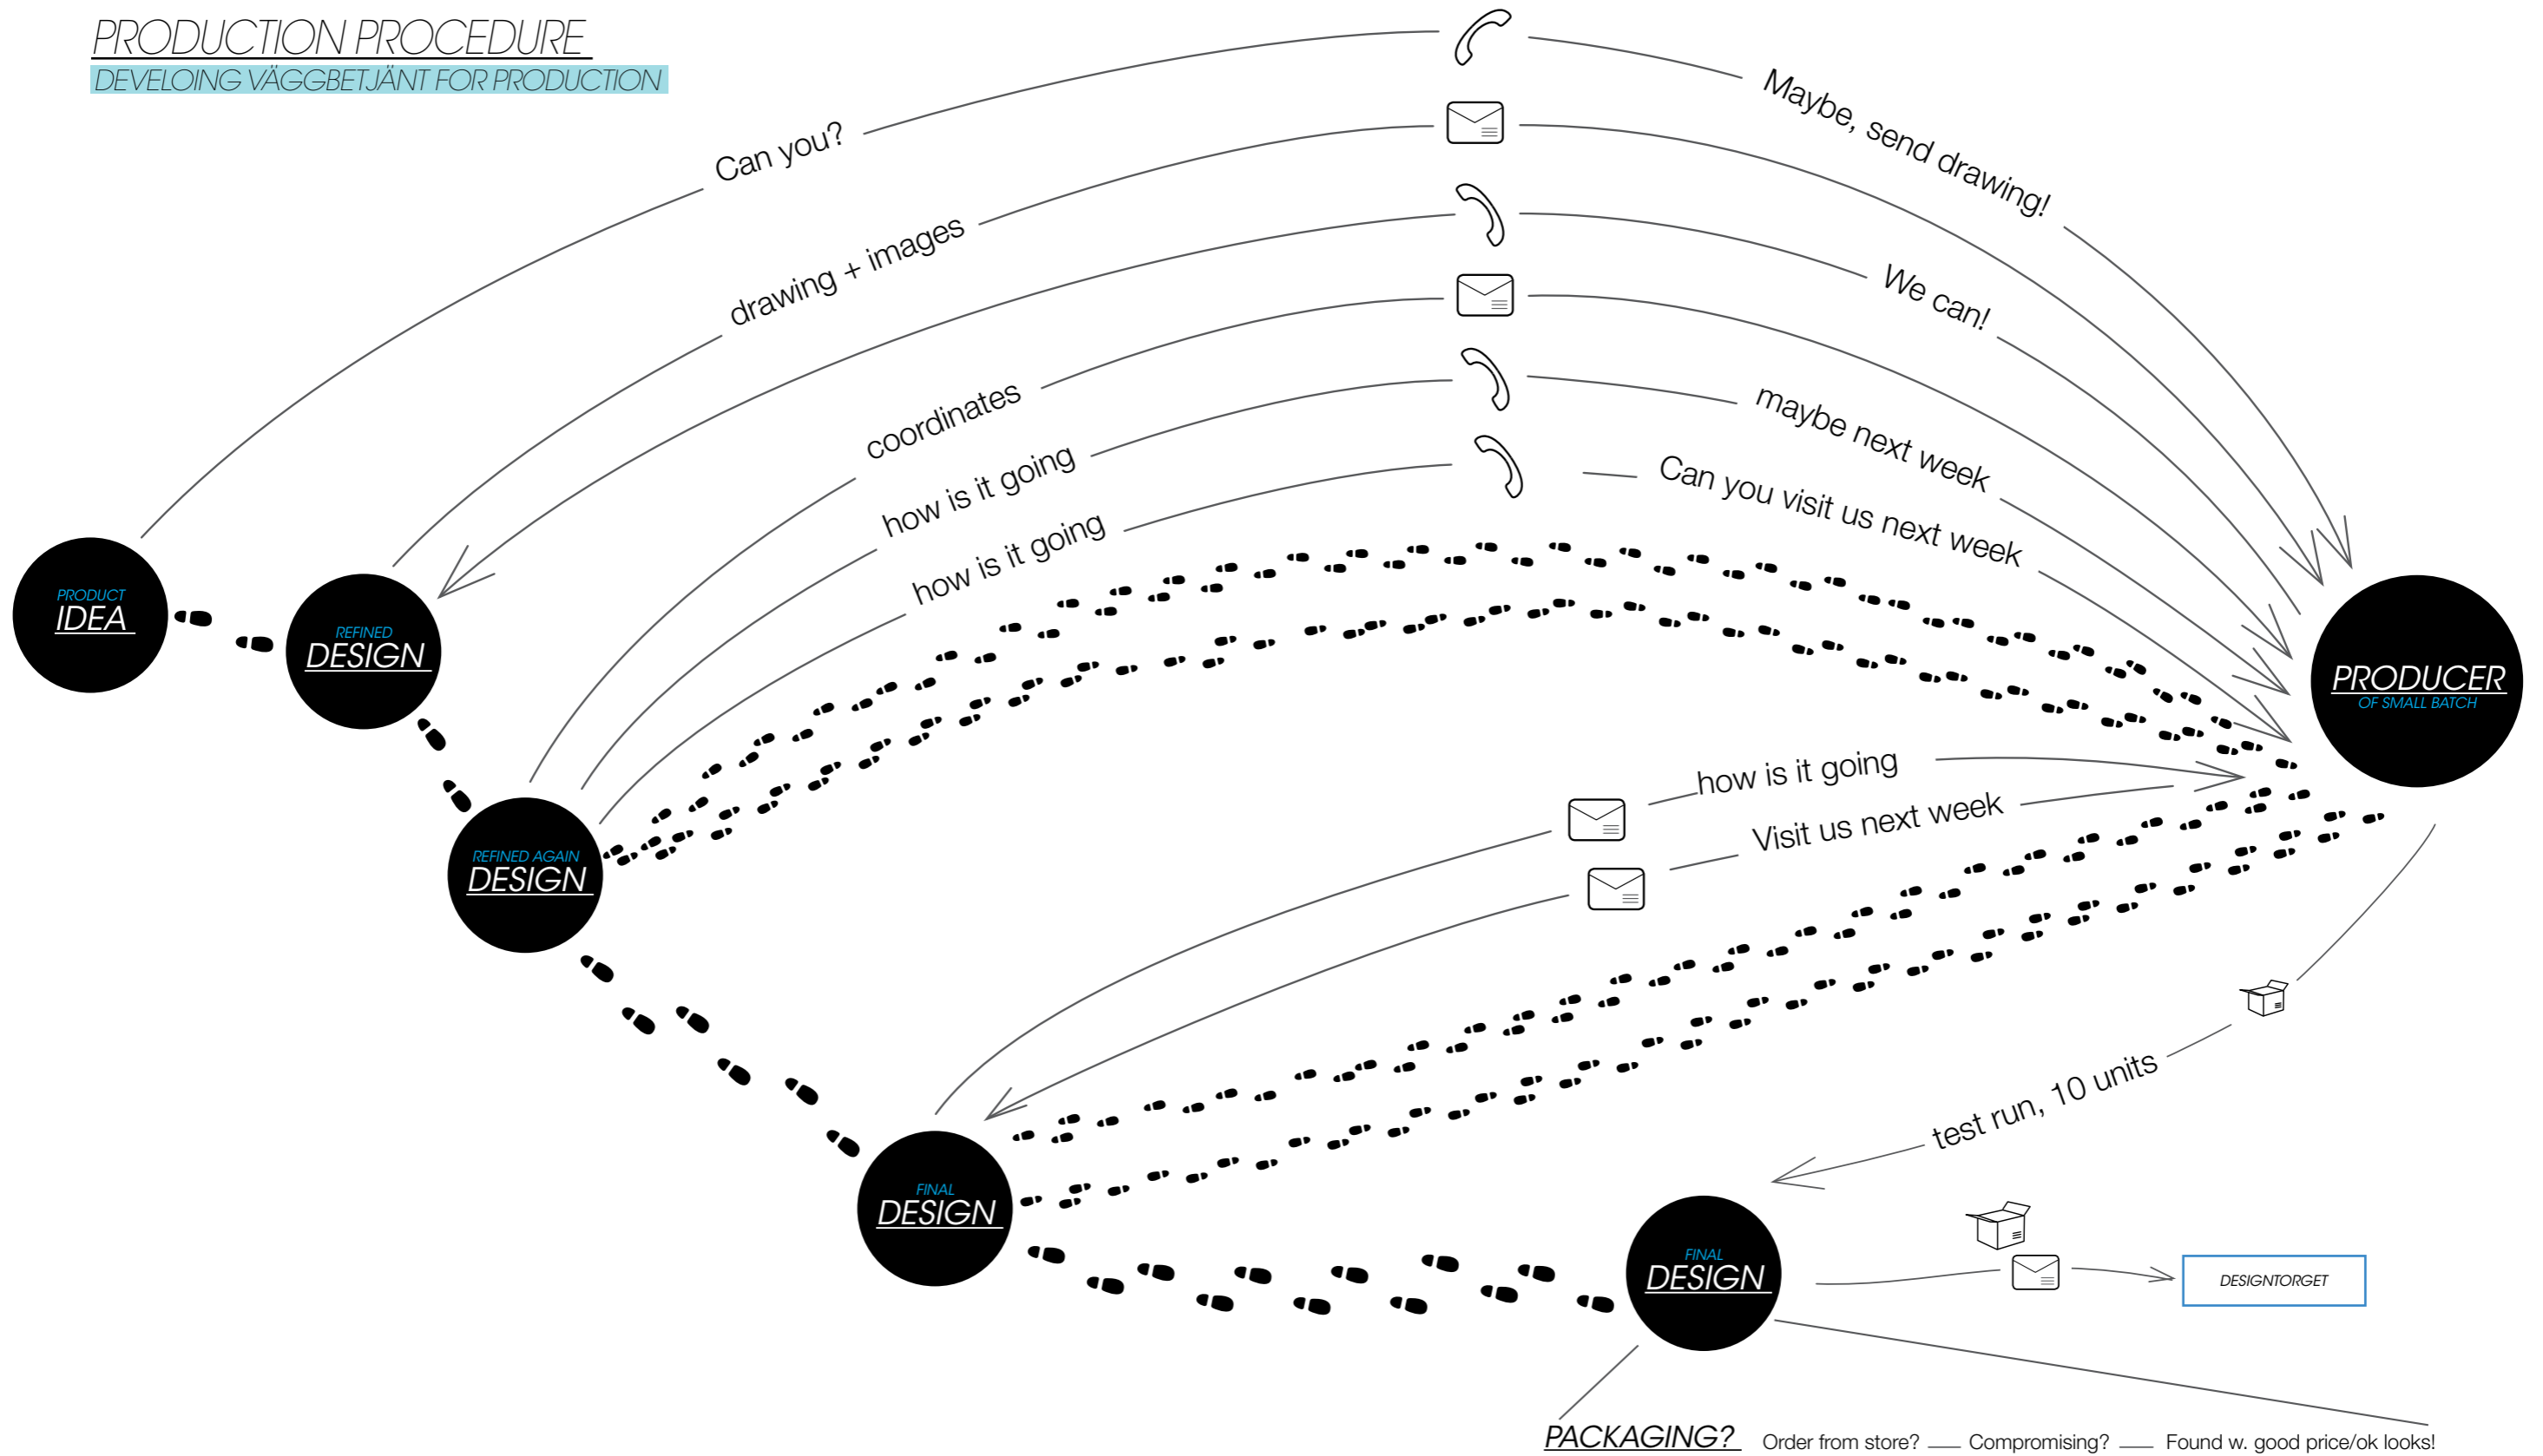 PRODUCTION PROCEDURE
DEVELOING VÄGGBETJÄNT FOR PRODUCTION
Can you?
Maybe, send drawing!
drawing + images
We can!
coordinates
how is it going
maybe next week
how is it going
Can you visit us next week
PRODUCT
IDEA
REFINED
DESIGN
PRODUCER
OF SMALL BATCH
how is it going
Visit us next week
REFINED AGAIN
DESIGN
test run, 10 units
FINAL
DESIGN
FINAL
DESIGN
DESIGNTORGET
PACKAGING? Order from store? Compromising? Found w. good price/ok looks!